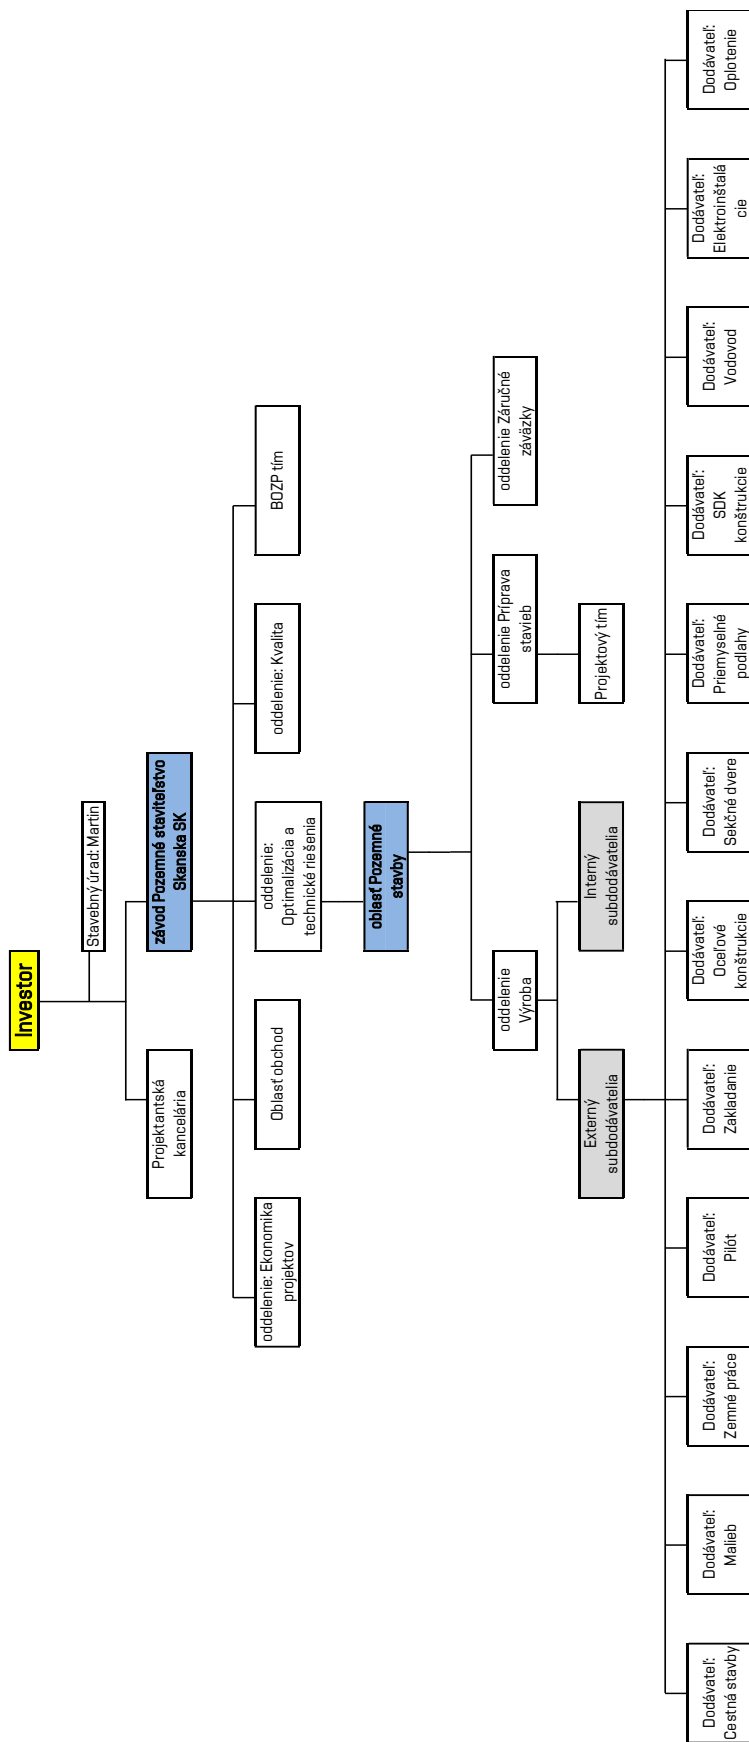 Investor
Stavebný úrad: Martin
Projektantská
kancelária
závod Pozemné staviteľstvo
Skanska SK
oddelenie: Ekonomika
projektov
Oblasť obchod
oddelenie:
Optimalizácia a
technické riešenia
oddelenie: Kvalita
BOZP tím
oblasť Pozemné
stavby
oddelenie
Výroba
oddelenie Príprava
stavieb
oddelenie Záručné
záväzky
Externý
subdodávatelia
Interný
subdodávatelia
Projektový tím
Dodávateľ:
Cestná stavby
Dodávateľ:
Malieb
Dodávateľ:
Zemné práce
Dodávateľ:
Pilót
Dodávateľ:
Zakladanie
Dodávateľ:
Oceľové
konštrukcie
Dodávateľ:
Sekčné dvere
Dodávateľ:
Priemyselné
podlahy
Dodávateľ:
SDK
konštrukcie
Dodávateľ:
Vodovod
Dodávateľ:
Elektroinštalá
cie
Dodávateľ:
Oplotenie